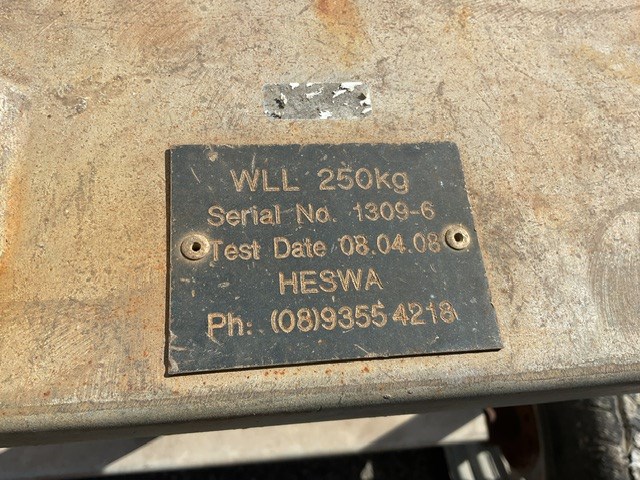 WLL 250kg
Serial No. 1309-6
Test Date 08.04.08
HESWA
Ph: (08)9355 4218